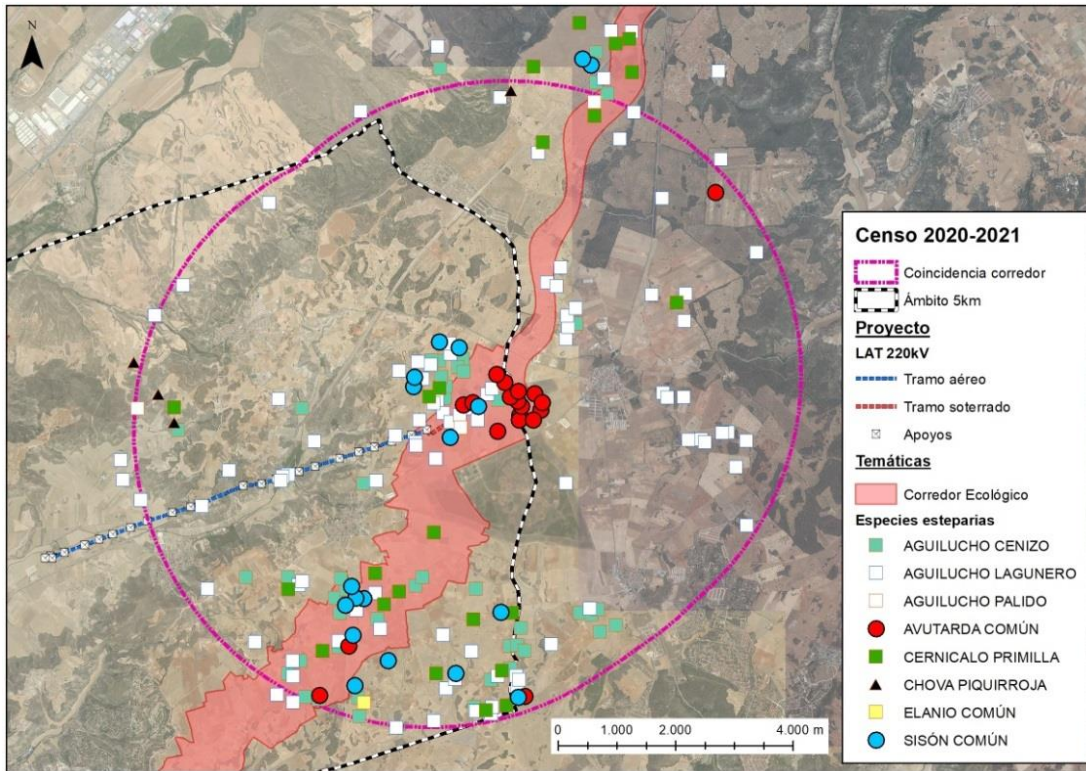 N
Censo 2020-2021
Coincidencia corredor
Ámbito 5km
Proyecto
LAT 220kV
Tramo aéreo
Tramo soterrado
Apoyos
Temáticas
Corredor Ecológico
Especies esteparias
AGUILUCHO CENIZO
AGUILUCHO LAGUNERO
AGUILUCHO PALIDO
AVUTARDA COMÚN
CERNICALO PRIMILLA
CHOVA PIQUIRROJA
ELANIO COMÚN
SISÓN COMÚN
0 1.000 2.000 4.000 m